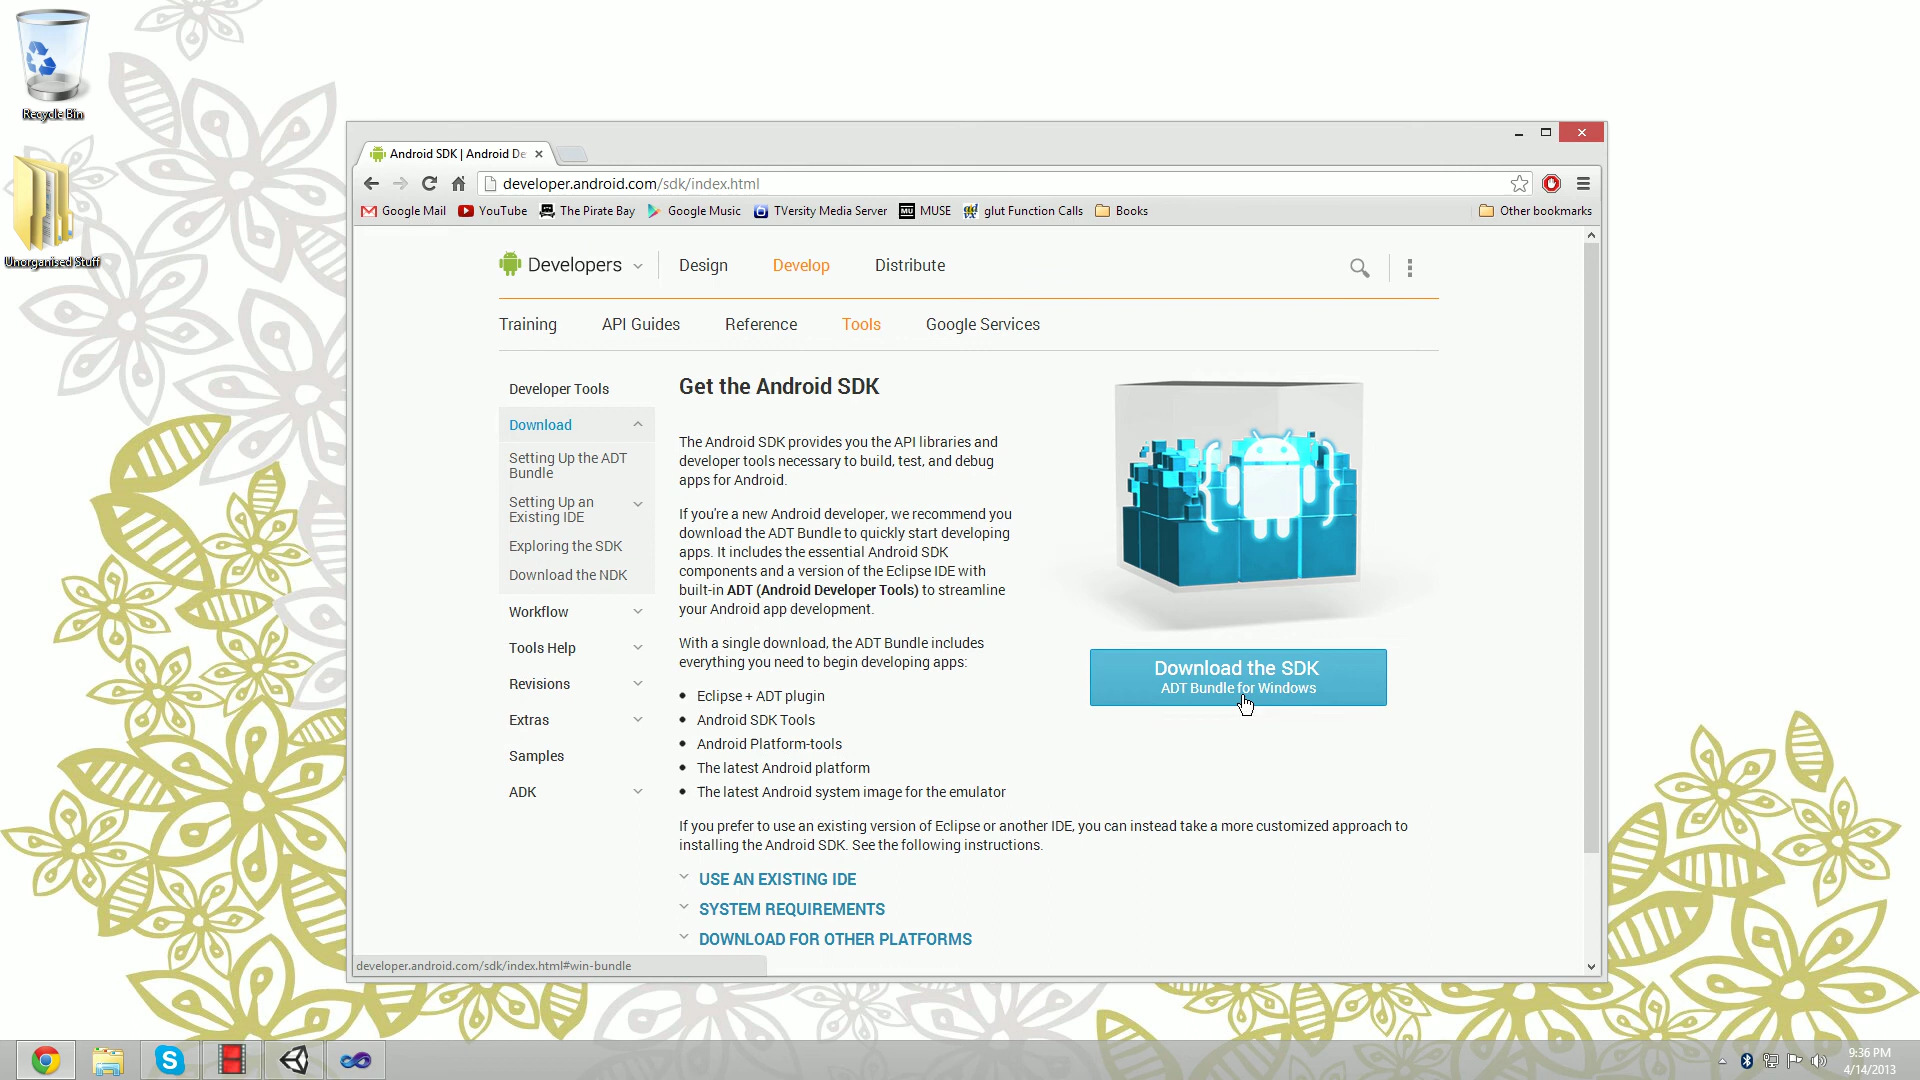 Recycle Bin
Unorganised Stuff
Android SDK | Android De
developer.android.com/sdk/index.html
Google Mail YouTube The Pirate Bay Google Music TVersity Media Server MUSE glut Function Calls Books Other bookmarks
Developers Design Develop Distribute
Training API Guides Reference Tools Google Services
Developer Tools
Download
Setting Up the ADT
Bundle
Setting Up an
Existing IDE
Exploring the SDK
Download the NDK
Workflow
Tools Help
Revisions
Extras
Samples
ADK
Get the Android SDK
The Android SDK provides you the API libraries and
developer tools necessary to build, test, and debug
apps for Android.
If you're a new Android developer, we recommend you
download the ADT Bundle to quickly start developing
apps. It includes the essential Android SDK
components and a version of the Eclipse IDE with
built-in ADT (Android Developer Tools) to streamline
your Android app development.
With a single download, the ADT Bundle includes
everything you need to begin developing apps:
Eclipse + ADT plugin
Android SDK Tools
Android Platform-tools
The latest Android platform
The latest Android system image for the emulator
Download the SDK
ADT Bundle for Windows
If you prefer to use an existing version of Eclipse or another IDE, you can instead take a more customized approach to
installing the Android SDK. See the following instructions.
USE AN EXISTING IDE
SYSTEM REQUIREMENTS
DOWNLOAD FOR OTHER PLATFORMS
developer.android.com/sdk/index.html#win-bundle
9:36 PM
4/14/2013